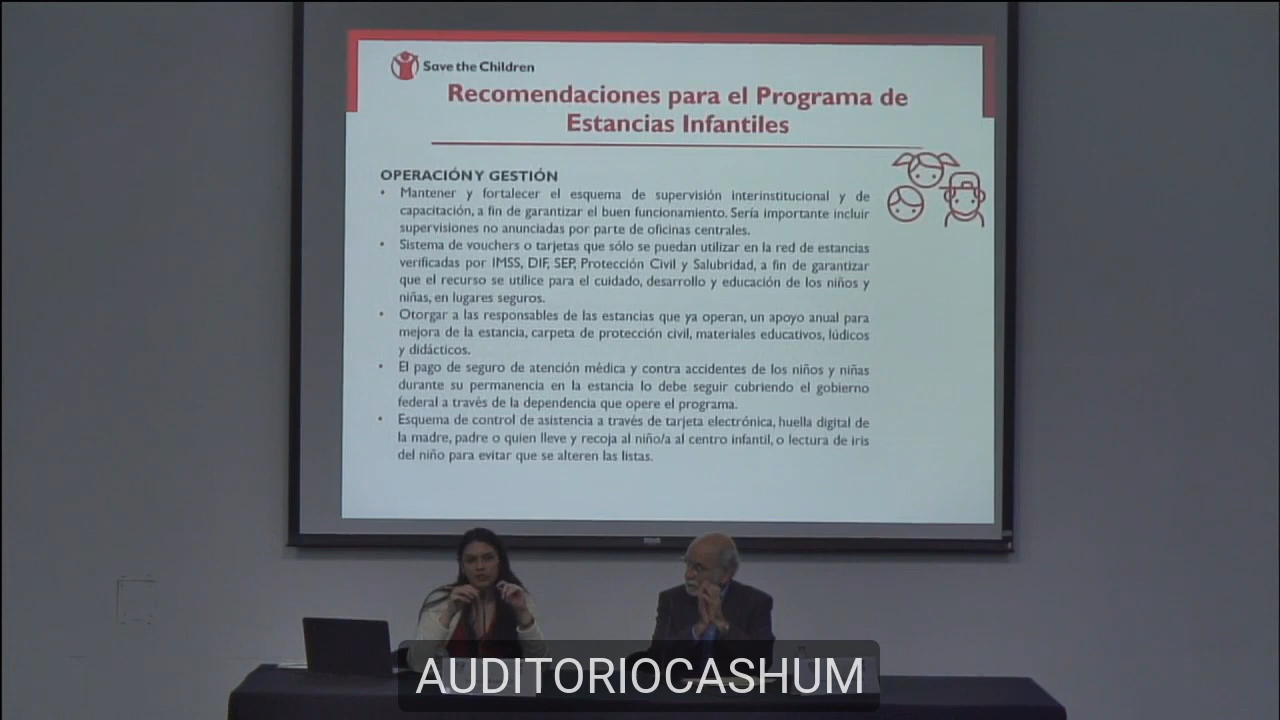 Save the Children
Recomendaciones para el Programa de
Estancias Infantiles
OPERACIÓN Y GESTIÓN
• Mantener y fortalecer el esquema de supervisión interinstitucional y de
capacitación, a fin de garantizar el buen funcionamiento. Sería importante incluir
supervisiones no anunciadas por parte de oficinas centrales.
• Sistema de vouchers o tarjetas que sólo se puedan utilizar en la red de estancias
verificadas por IMSS, DIF, SEP, Protección Civil y Salubridad, a fin de garantizar
que el recurso se utilice para el cuidado, desarrollo y educación de los niños y
niñas, en lugares seguros.
• Otorgar a las responsables de las estancias que ya operan, un apoyo anual para
mejora de la estancia, carpeta de protección civil, materiales educativos, lúdicos
y didácticos.
• El pago de seguro de atención médica y contra accidentes de los niños y niñas
durante su permanencia en la estancia lo debe seguir cubriendo el gobierno
federal a través de la dependencia que opere el programa.
• Esquema de control de asistencia a través de tarjeta electrónica, huella digital de
la madre, padre o quien lleve y recoja al niño/a al centro infantil, o lectura de iris
del niño para evitar que se alteren las listas.
AUDITORIOCASHUM